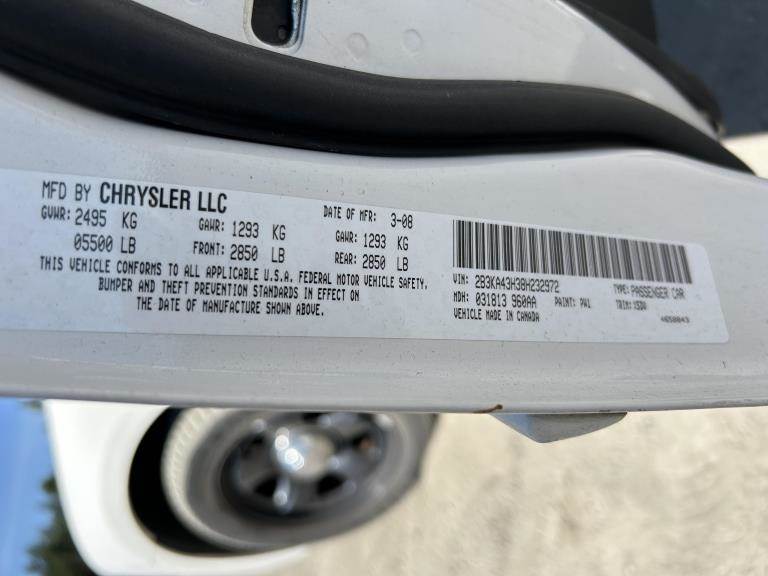 MFD BY CHRYSLER LLC
DATE OF MFR: 3-08
GVWR: 2495 KG
GAWR: 1293 KG
GAWR: 1293 KG
05500 LB
FRONT: 2850 LB
REAR: 2850 LB
THIS VEHICLE CONFORMS TO ALL APPLICABLE U.S.A. FEDERAL MOTOR VEHICLE SAFETY,
BUMPER AND THEFT PREVENTION STANDARDS IN EFFECT ON
THE DATE OF MANUFACTURE SHOWN ABOVE.
VIN: 2B3KA43H38H232972
TYPE: PASSENGER CAR
MDH: 031813 960AA
PAINT: PW1
TRIM:
VEHICLE MADE IN CANADA